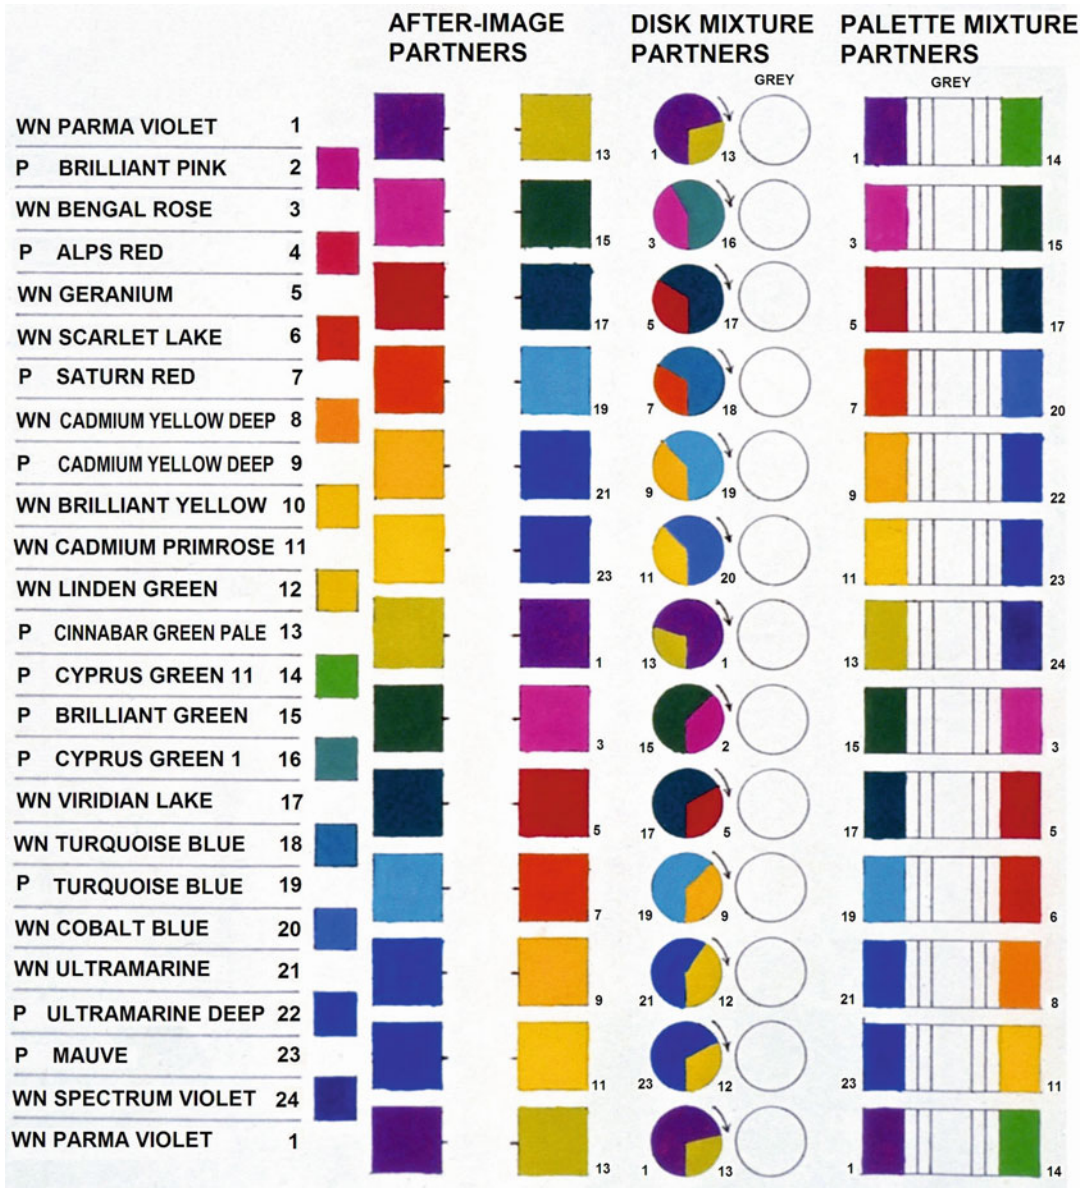 AFTER-IMAGE PARTNERS
DISK MIXTURE PARTNERS
PALETTE MIXTURE PARTNERS
GREY
GREY
WN PARMA VIOLET 1
13
1 13
1 14
P BRILLIANT PINK 2
WN BENGAL ROSE 3
15
3 16
3 15
P ALPS RED 4
WN GERANIUM 5
17
5 17
5 17
WN SCARLET LAKE 6
P SATURN RED 7
19
7 18
7 20
WN CADMIUM YELLOW DEEP 8
P CADMIUM YELLOW DEEP 9
21
9 19
9 22
WN BRILLIANT YELLOW 10
WN CADMIUM PRIMROSE 11
23
11 20
11 23
WN LINDEN GREEN 12
P CINNABAR GREEN PALE 13
1
13 1
13 24
P CYPRUS GREEN 11 14
P BRILLIANT GREEN 15
3
15 2
15 3
P CYPRUS GREEN 1 16
WN VIRIDIAN LAKE 17
5
17 5
17 5
WN TURQUOISE BLUE 18
P TURQUOISE BLUE 19
7
19 9
19 6
WN COBALT BLUE 20
WN ULTRAMARINE 21
9
21 12
21 8
P ULTRAMARINE DEEP 22
P MAUVE 23
11
23 12
23 11
WN SPECTRUM VIOLET 24
WN PARMA VIOLET 1
13
1 13
1 14